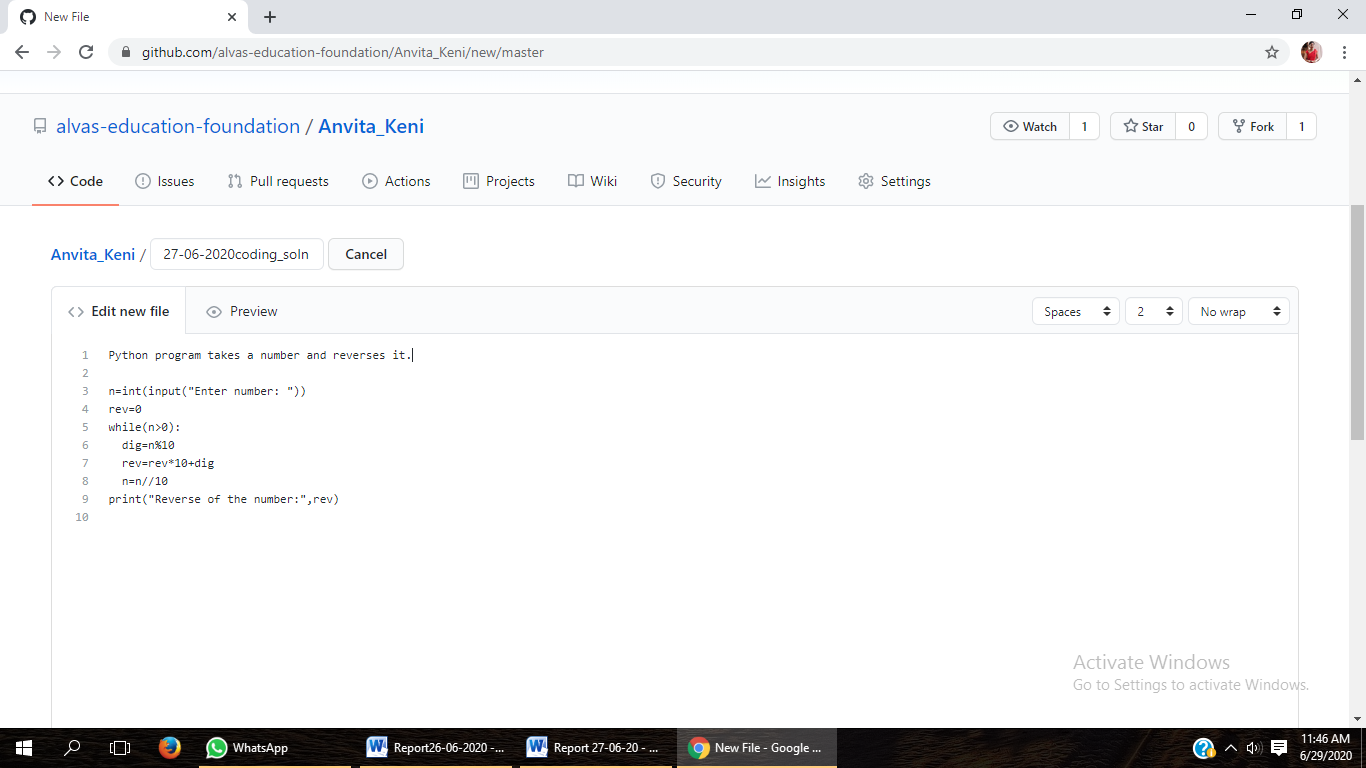 New File
github.com/alvas-education-foundation/Anvita_Keni/new/master
alvas-education-foundation / Anvita_Keni
Watch 1 Star 0 Fork 1
Code Issues Pull requests Actions Projects Wiki Security Insights Settings
Anvita_Keni / 27-06-2020coding_soln Cancel
Edit new file Preview Spaces 2 No wrap
1 Python program takes a number and reverses it.
2
3 n=int(input("Enter number: "))
4 rev=0
5 while(n>0):
6 dig=n%10
7 rev=rev*10+dig
8 n=n//10
9 print("Reverse of the number:",rev)
10
Activate Windows
Go to Settings to activate Windows.
WhatsApp Report26-06-2020 -... Report 27-06-20 - ... New File - Google ... 11:46 AM
6/29/2020